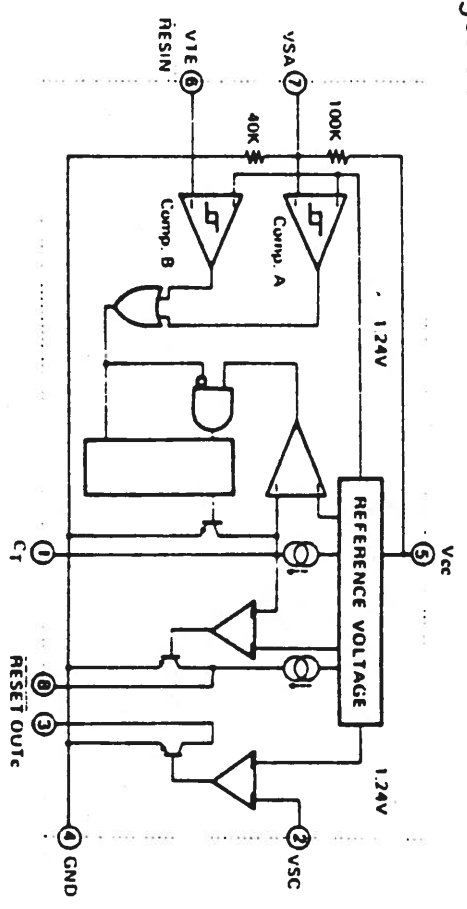 5
Vcc
1.24V
REFERENCE VOLTAGE
1.24V
100K
VSA
7
40K
Comp. A
2
VSC
VTE
RESIN
6
Comp. B
1
CT
8
RESET
3
OUTc
4
GND